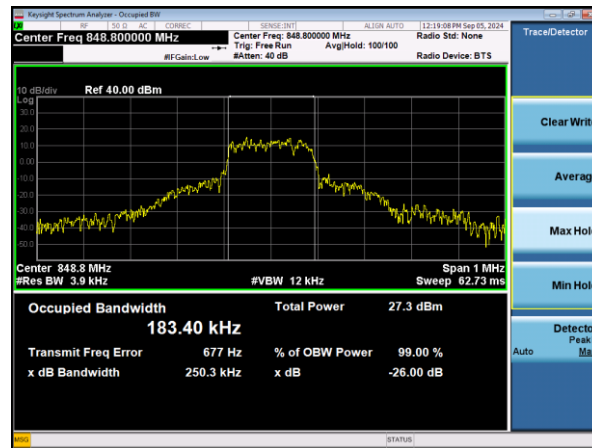 Keysight Spectrum Analyzer - Occupied BW
RF 50 Ω AC CORREC SENSE:INT ALIGN AUTO 12:19:08 PM Sep 05, 2024
Center Freq 848.800000 MHz
Center Freq: 848.800000 MHz Radio Std: None
Trig: Free Run Avg|Hold: 100/100
#IFGain:Low #Atten: 40 dB Radio Device: BTS
Trace/Detector
10 dB/div Ref 40.00 dBm
Log
30.0
20.0
10.0
0.00
-10.0
-20.0
-30.0
-40.0
-50.0
Clear Write
Averag
Max Hol
Min Hol
Center 848.8 MHz Span 1 MHz
#Res BW 3.9 kHz #VBW 12 kHz Sweep 62.73 ms
Occupied Bandwidth Total Power 27.3 dBm
183.40 kHz
Transmit Freq Error 677 Hz % of OBW Power 99.00 %
x dB Bandwidth 250.3 kHz x dB -26.00 dB
Detecto
Peak
Auto Ma
MSG STATUS